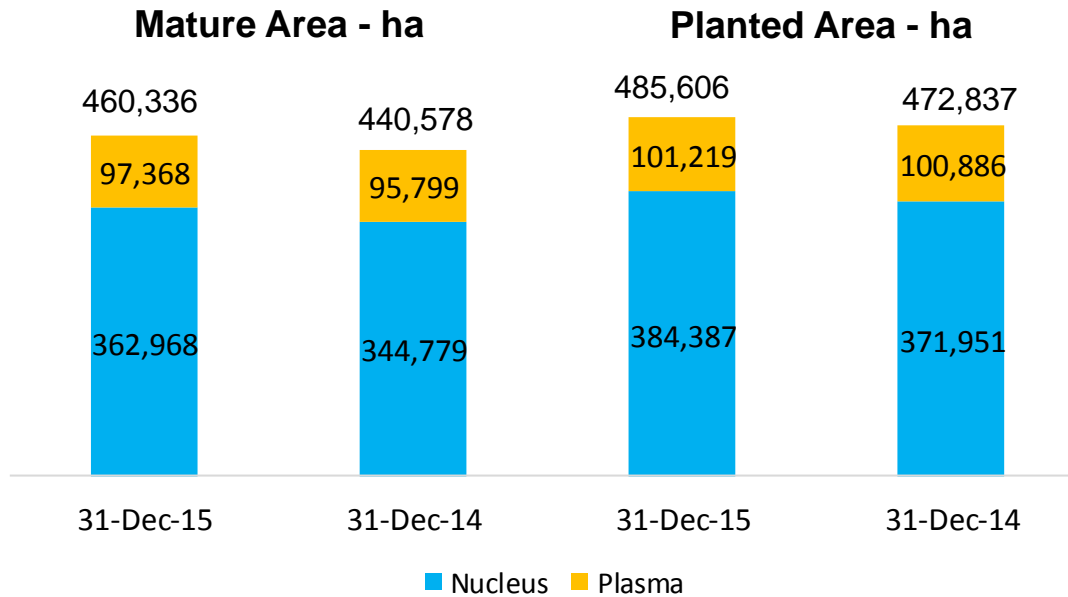 Mature Area - ha
Planted Area - ha
460,336
440,578
485,606
472,837
97,368
95,799
101,219
100,886
362,968
344,779
384,387
371,951
31-Dec-15
31-Dec-14
31-Dec-15
31-Dec-14
Nucleus
Plasma